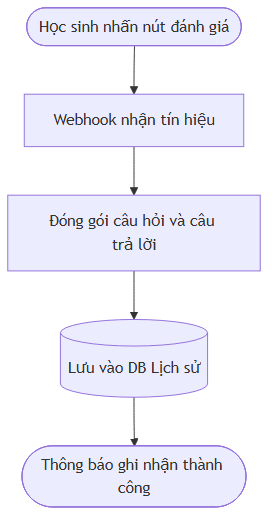 Học sinh nhấn nút đánh giá
Webhook nhận tín hiệu
Đóng gói câu hỏi và câu
trả lời
Lưu vào DB Lịch sử
Thông báo ghi nhận thành
công